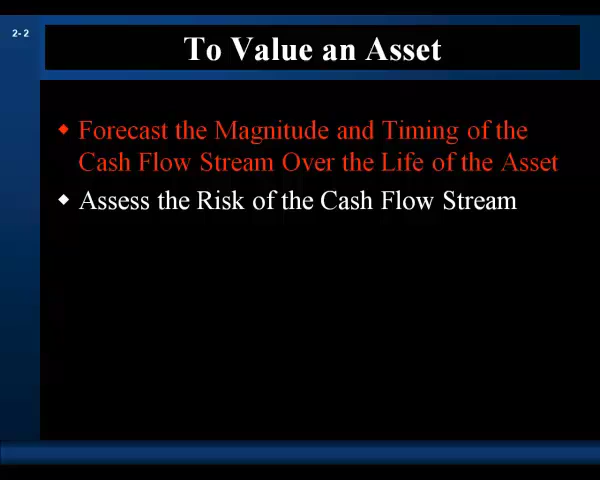 2- 2
To Value an Asset
Forecast the Magnitude and Timing of the
Cash Flow Stream Over the Life of the Asset
Assess the Risk of the Cash Flow Stream